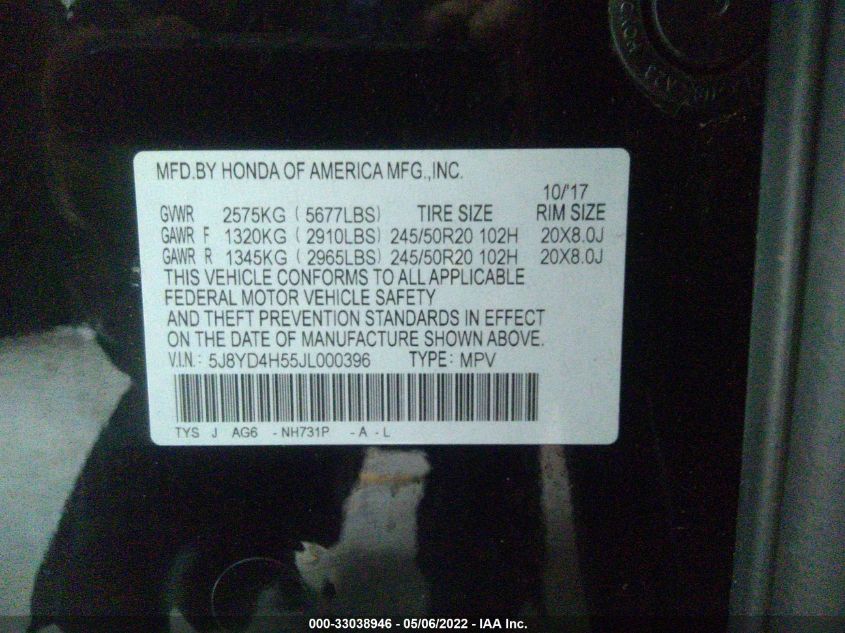 MFD.BY HONDA OF AMERICA MFG.,INC.
10/'17
GVWR 2575KG ( 5677LBS) TIRE SIZE RIM SIZE
GAWR F 1320KG ( 2910LBS) 245/50R20 102H 20X8.0J
GAWR R 1345KG ( 2965LBS) 245/50R20 102H 20X8.0J
THIS VEHICLE CONFORMS TO ALL APPLICABLE
FEDERAL MOTOR VEHICLE SAFETY
AND THEFT PREVENTION STANDARDS IN EFFECT
ON THE DATE OF MANUFACTURE SHOWN ABOVE.
V.I.N.: 5J8YD4H55JL000396 TYPE: MPV
TYS J AG6 -NH731P -A -L
000-33038946 - 05/06/2022 - IAA Inc.